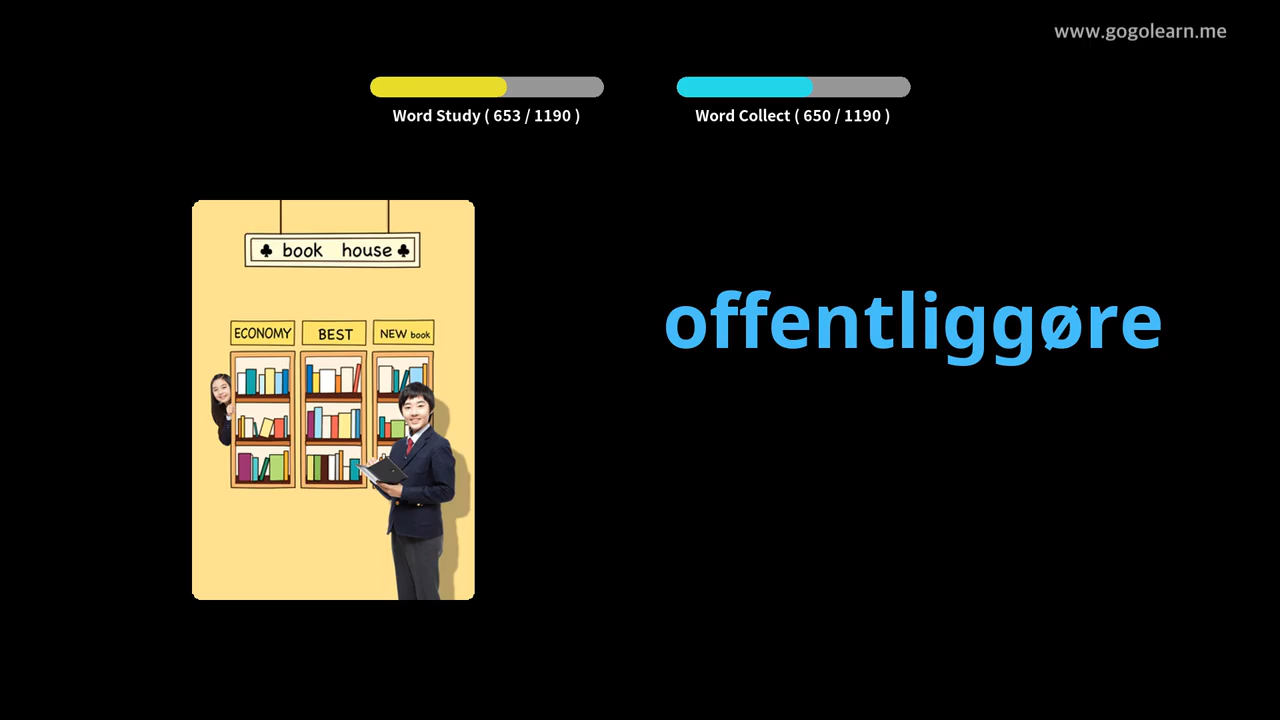 www.gogolearn.me
Word Study ( 653 / 1190 )
Word Collect ( 650 / 1190 )
♣ book house ♣
ECONOMY
BEST
NEW book
offentliggøre